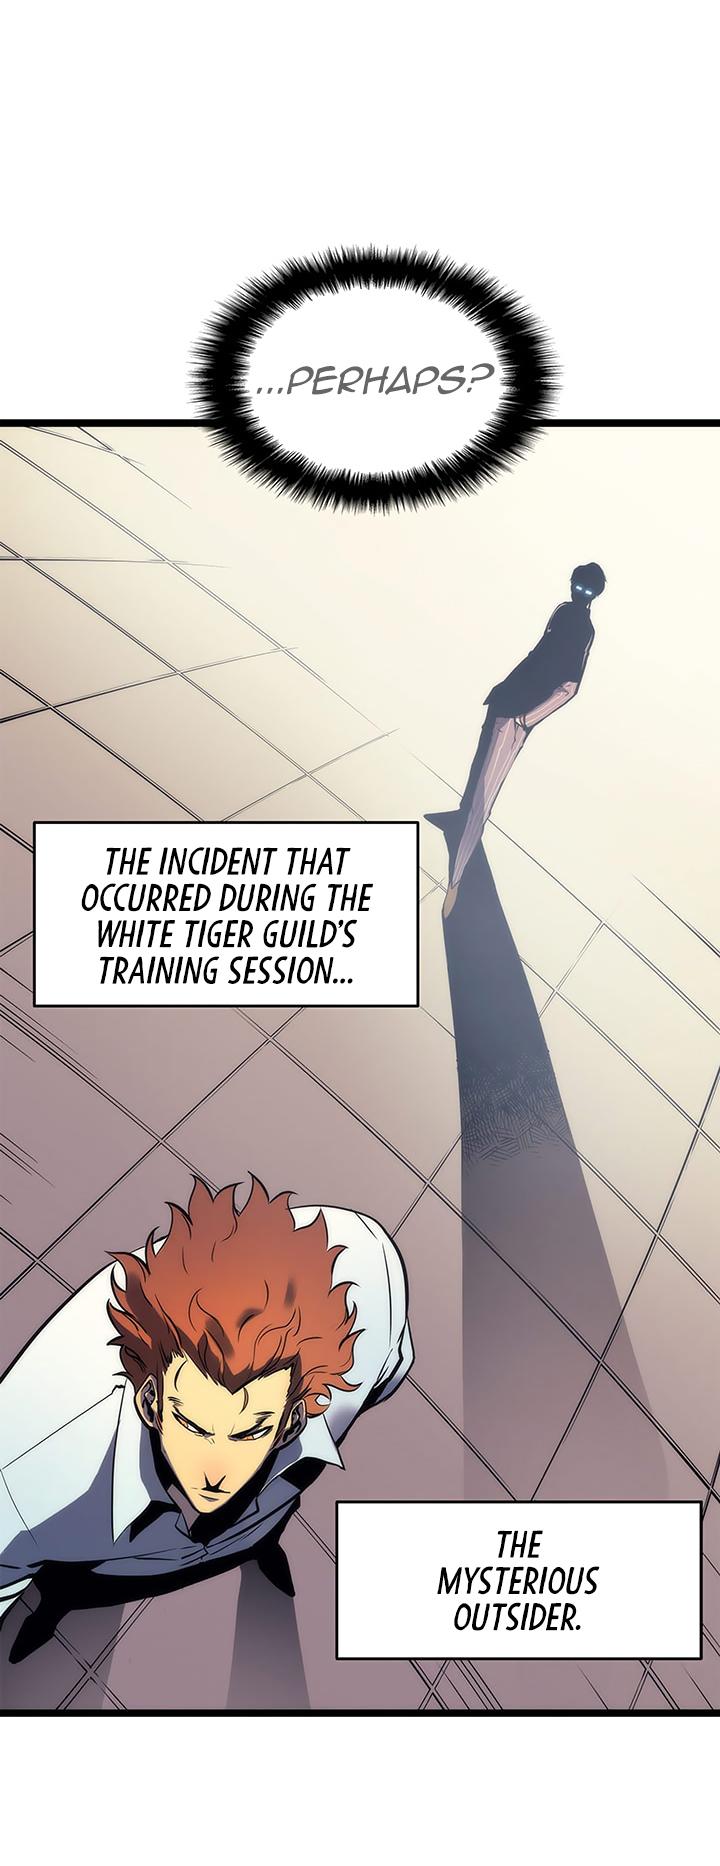 ...PERHAPS?
THE INCIDENT THAT
OCCURRED DURING THE
WHITE TIGER GUILD'S
TRAINING SESSION...
THE
MYSTERIOUS
OUTSIDER.